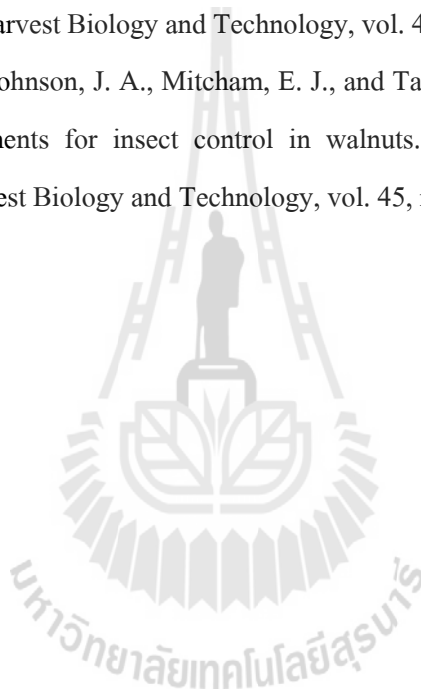 arvest Biology and Technology, vol. 4
ohnson, J. A., Mitcham, E. J., and Ta
ents for insect control in walnuts.
est Biology and Technology, vol. 45,
มหาวิทยาลัยเทคโนโลยีสุรนารี